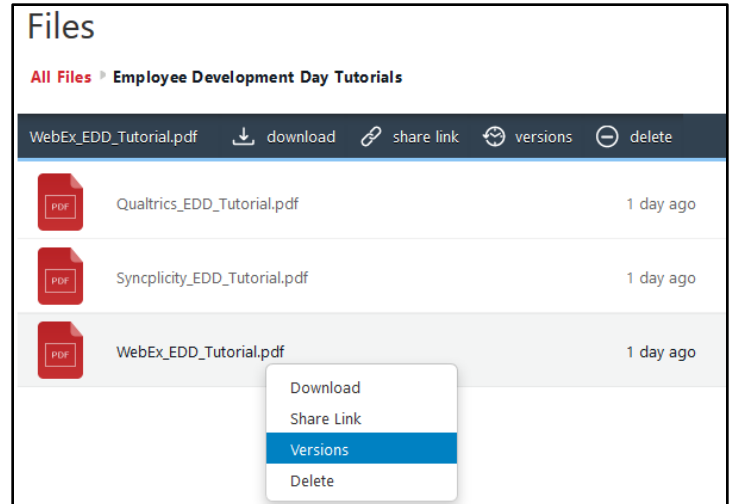 Files
All Files Employee Development Day Tutorials
WebEx_EDD_Tutorial.pdf download share link versions delete
PDF Qualtrics_EDD_Tutorial.pdf 1 day ago
PDF Syncplicity_EDD_Tutorial.pdf 1 day ago
PDF WebEx_EDD_Tutorial.pdf 1 day ago
Download
Share Link
Versions
Delete